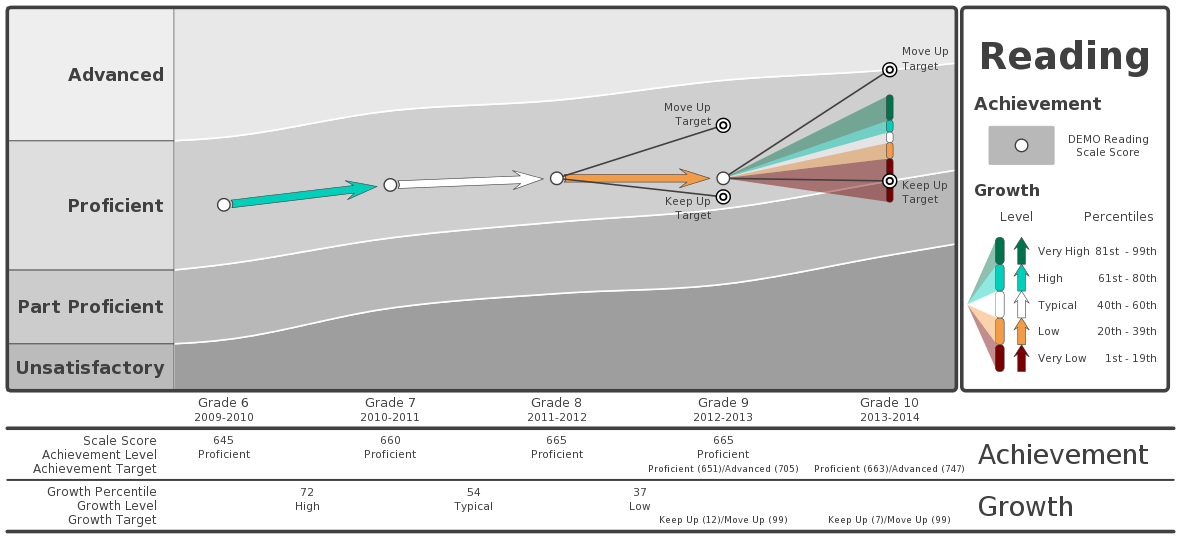 Advanced
Proficient
Part Proficient
Unsatisfactory
Move Up
Target
Keep Up
Target
Move Up
Target
Keep Up
Target
Reading
Achievement
DEMO Reading
Scale Score
Growth
Level Percentiles
Very High 81st - 99th
High 61st - 80th
Typical 40th - 60th
Low 20th - 39th
Very Low 1st - 19th
Grade 6 Grade 7 Grade 8 Grade 9 Grade 10
2009-2010 2010-2011 2011-2012 2012-2013 2013-2014
Scale Score 645 660 665 665
Achievement Level Proficient Proficient Proficient Proficient
Achievement Target Proficient (651)/Advanced (705) Proficient (663)/Advanced (747)
Achievement
Growth Percentile 72 54 37
Growth Level High Typical Low
Growth Target Keep Up (12)/Move Up (99) Keep Up (7)/Move Up (99)
Growth